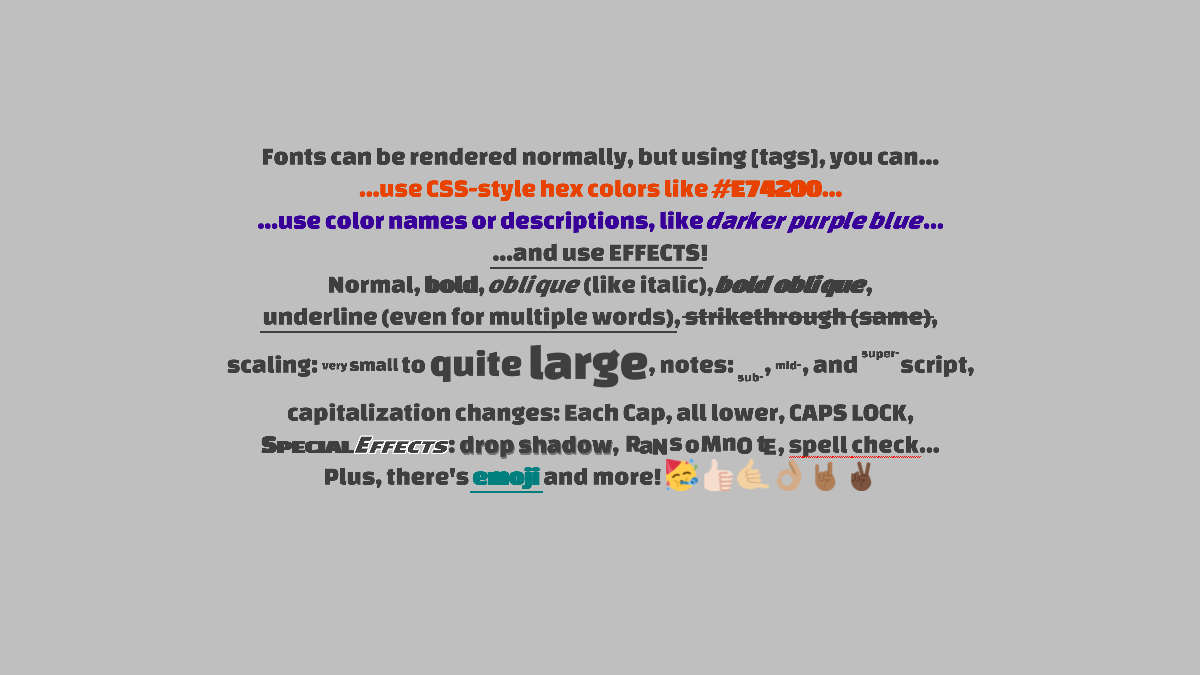 Fonts can be rendered normally, but using [tags], you can...
...use CSS-style hex colors like #E74200...
...use color names or descriptions, like darker purple blue...
...and use EFFECTS!
Normal, bold, oblique (like italic), bold oblique,
underline (even for multiple words), strikethrough (same),
scaling: very small to quite large, notes: sub-, mid-, and super-script,
capitalization changes: Each Cap, all lower, CAPS LOCK,
SPECIAL EFFECTS: drop shadow, RaNsoMnOtE, spell check...
Plus, there's emoji and more! 🥳👍🏻🤙🏼👌🏽🤘🏾✌🏿